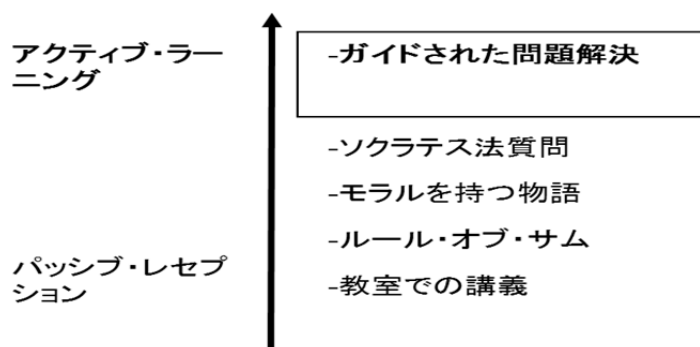 アクティブ・ラー
ニング
-ガイドされた問題解決
-ソクラテス法質問
-モラルを持つ物語
-ルール・オブ・サム
パッシブ・レセプ
ション
-教室での講義